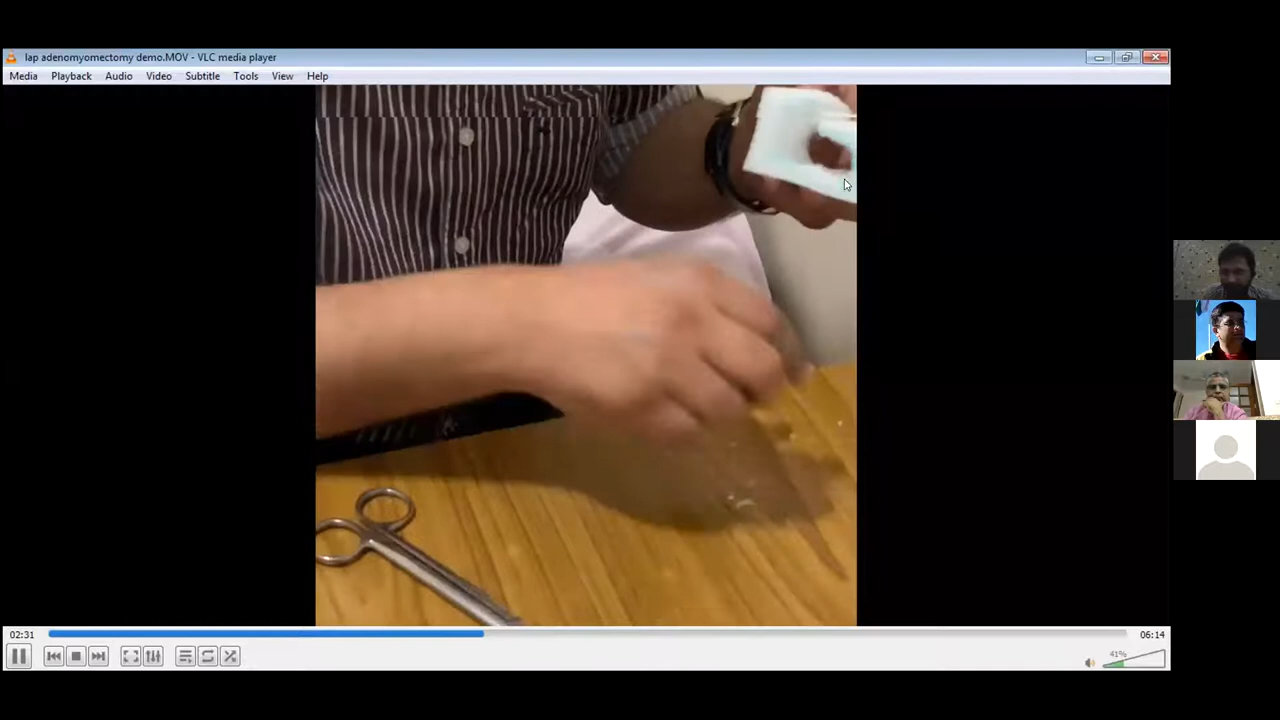 lap adenomyomectomy demo.MOV - VLC media player
Media Playback Audio Video Subtitle Tools View Help
02:31
06:14
41%